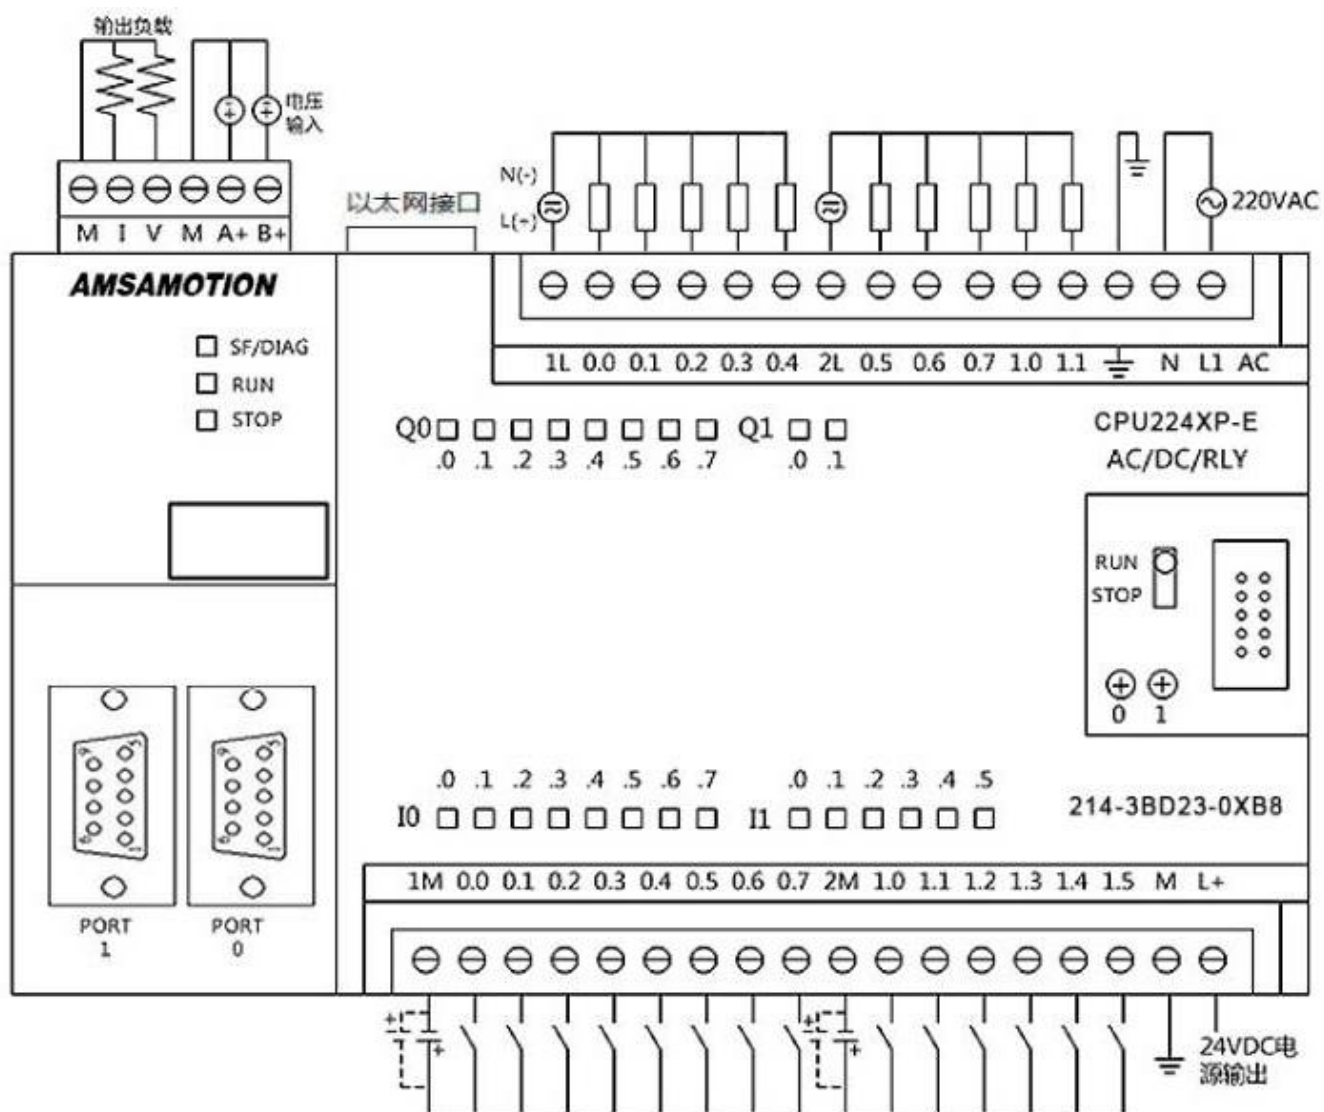 输出负载
电压
输入
N(-)
L(+)
以太网接口
220VAC
M I V M A+ B+
AMSAMOTION
SF/DIAG
RUN
STOP
1L 0.0 0.1 0.2 0.3 0.4 2L 0.5 0.6 0.7 1.0 1.1 N L1 AC
Q0
.0 .1 .2 .3 .4 .5 .6 .7
Q1
.0 .1
CPU224XP-E
AC/DC/RLY
RUN
STOP
0 1
.0 .1 .2 .3 .4 .5 .6 .7
I0
.0 .1 .2 .3 .4 .5
I1
214-3BD23-0XB8
1M 0.0 0.1 0.2 0.3 0.4 0.5 0.6 0.7 2M 1.0 1.1 1.2 1.3 1.4 1.5 M L+
PORT
1
PORT
0
24VDC电
源输出